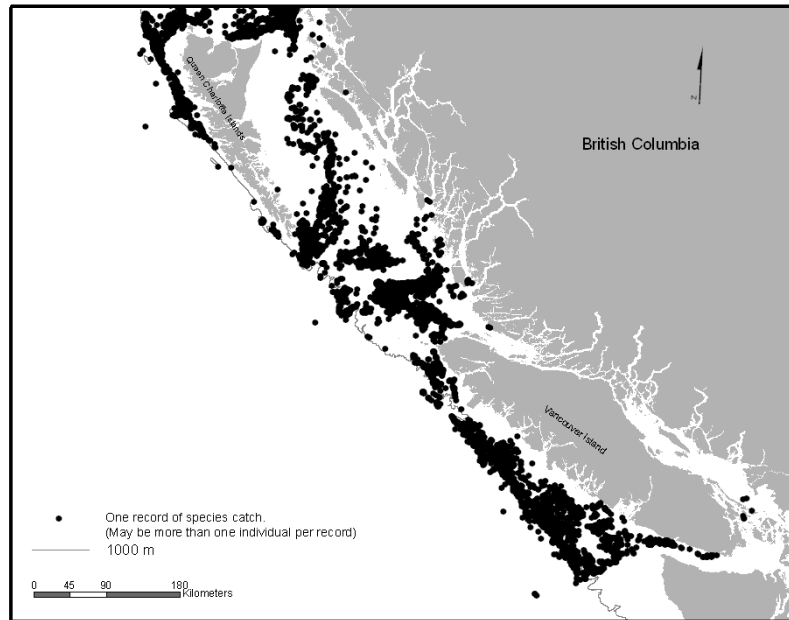 Queen Charlotte Islands
N
British Columbia
Vancouver Island
One record of species catch.
(May be more than one individual per record)
1000 m
0 45 90 180
Kilometers